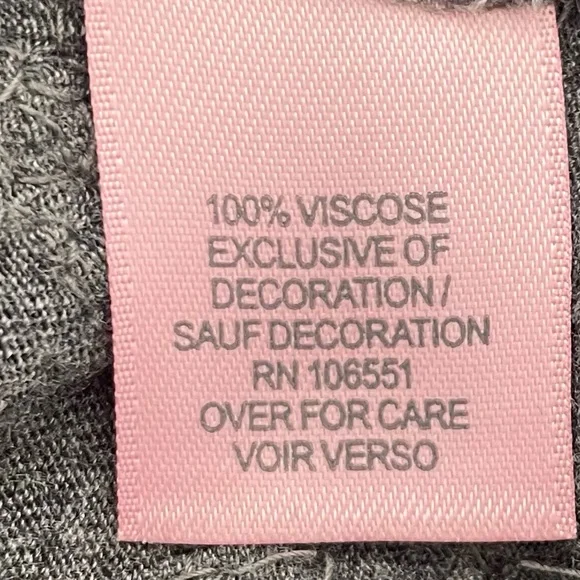 100% VISCOSE
EXCLUSIVE OF
DECORATION /
SAUF DECORATION
RN 106551
OVER FOR CARE
VOIR VERSO